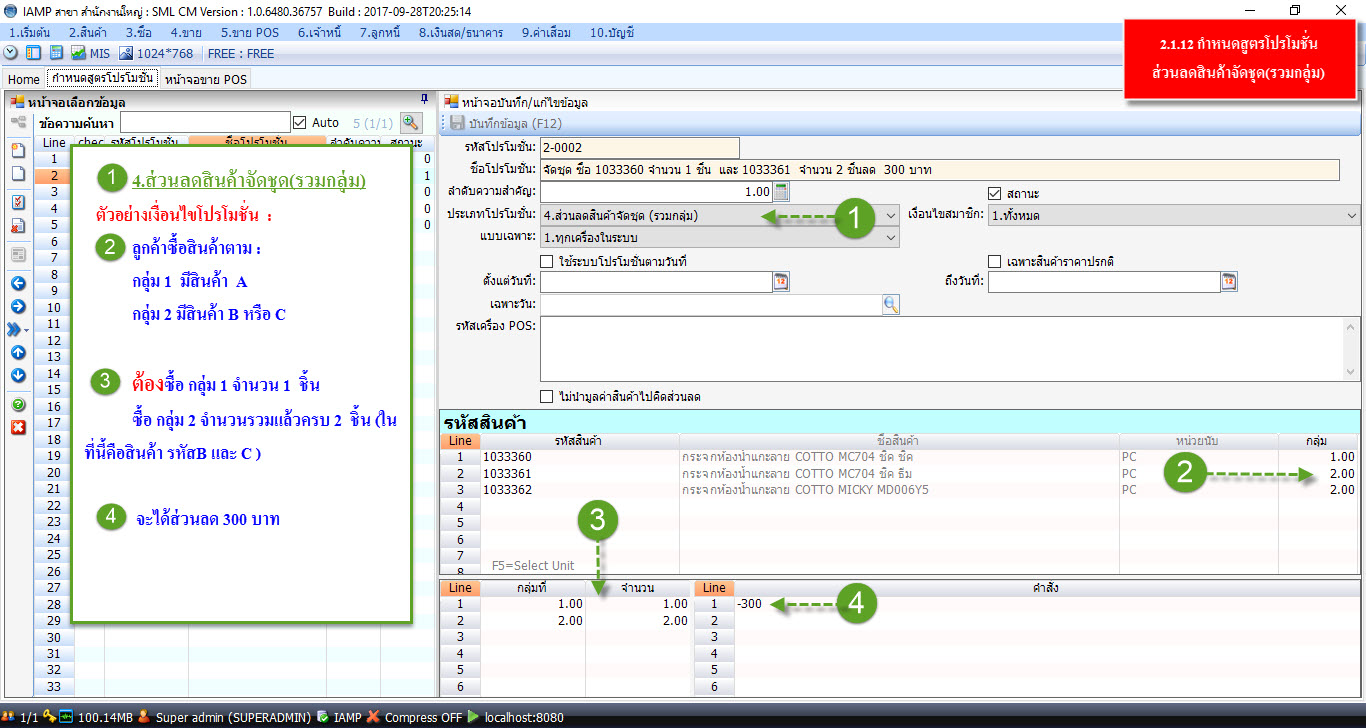 IAMP สาขา สำนักงานใหญ่ : SML CM Version : 1.0.6480.36757 Build : 2017-09-28T20:25:14
1.เริ่มต้น 2.สินค้า 3.ซื้อ 4.ขาย 5.ขาย POS 6.เจ้าหนี้ 7.ลูกหนี้ 8.เงินสด/ธนาคาร 9.ค่าเสื่อม 10.บัญชี
MIS 1024*768 FREE : FREE
2.1.12 กำหนดสูตรโปรโมชั่น
ส่วนลดสินค้าจัดชุด(รวมกลุ่ม)
Home กำหนดสูตรโปรโมชั่น หน้าจอขาย POS
หน้าจอเลือกข้อมูล
ข้อความค้นหา Auto 5 (1/1)
Line chec รหัสโปรโมชั่น ชื่อโปรโมชั่น ลำดับความ สถานะ
1 0
2 1
3 0
4 0
5 0
6
7
8
9
10
11
12
13
14
15
16
17
18
19
20
21
22
23
24
25
26
27
28
29
30
31
32
33
1 4.ส่วนลดสินค้าจัดชุด(รวมกลุ่ม)
ตัวอย่างเงื่อนไขโปรโมชั่น :
2 ลูกค้าซื้อสินค้าตาม :
กลุ่ม 1 มีสินค้า A
กลุ่ม 2 มีสินค้า B หรือ C
3 ต้องซื้อ กลุ่ม 1 จำนวน 1 ชิ้น
ซื้อ กลุ่ม 2 จำนวนรวมแล้วครบ 2 ชิ้น (ใน
ที่นี้คือสินค้า รหัสB และ C )
4 จะได้ส่วนลด 300 บาท
หน้าจอบันทึก/แก้ไขข้อมูล
บันทึกข้อมูล (F12)
รหัสโปรโมชั่น: 2-0002
ชื่อโปรโมชั่น: จัดชุด ซื้อ 1033360 จำนวน 1 ชิ้น และ 1033361 จำนวน 2 ชิ้นลด 300 บาท
ลำดับความสำคัญ: 1.00 สถานะ
ประเภทโปรโมชั่น: 4.ส่วนลดสินค้าจัดชุด (รวมกลุ่ม) 1 เงื่อนไขสมาชิก: 1.ทั้งหมด
แบบเฉพาะ: 1.ทุกเครื่องในระบบ
ใช้ระบบโปรโมชั่นตามวันที่ เฉพาะสินค้าราคาปรกติ
ตั้งแต่วันที่: 12 ถึงวันที่: 12
เฉพาะวัน:
รหัสเครื่อง POS:
ไม่นำมูลค่าสินค้าไปคิดส่วนลด
รหัสสินค้า
Line รหัสสินค้า ชื่อสินค้า หน่วยนับ กลุ่ม
1 1033360 กระจกห้องน้ำแกะลาย COTTO MC704 ชิค ชิค PC 1.00
2 1033361 กระจกห้องน้ำแกะลาย COTTO MC704 ชิค ธีม PC 2 2.00
3 1033362 กระจกห้องน้ำแกะลาย COTTO MICKY MD006Y5 PC 2.00
4
5
6
7
8
3
F5=Select Unit
Line กลุ่มที่ จำนวน Line คำสั่ง
1 1.00 1.00 1 -300 4
2 2.00 2.00 2
3 3
4 4
5 5
6 6
1/1 100.14MB Super admin (SUPERADMIN) IAMP Compress OFF localhost:8080